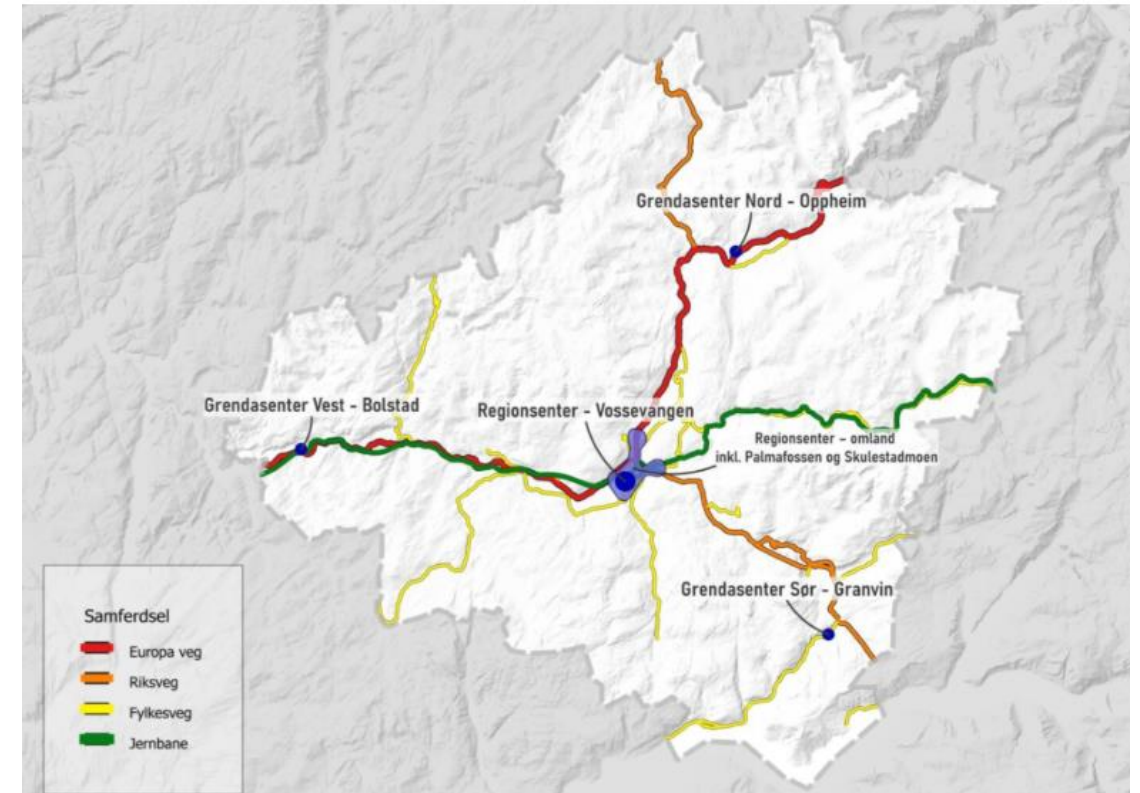 Grendasenter Nord - Oppheim
Grendasenter Vest - Bolstad
Regionsenter - Vossevangen
Regionsenter - omland
inkl. Palmafossen og Skulestadmoen
Grendasenter Sør - Granvin
Samferdsel
Europa veg
Riksveg
Fylkesveg
Jernbane